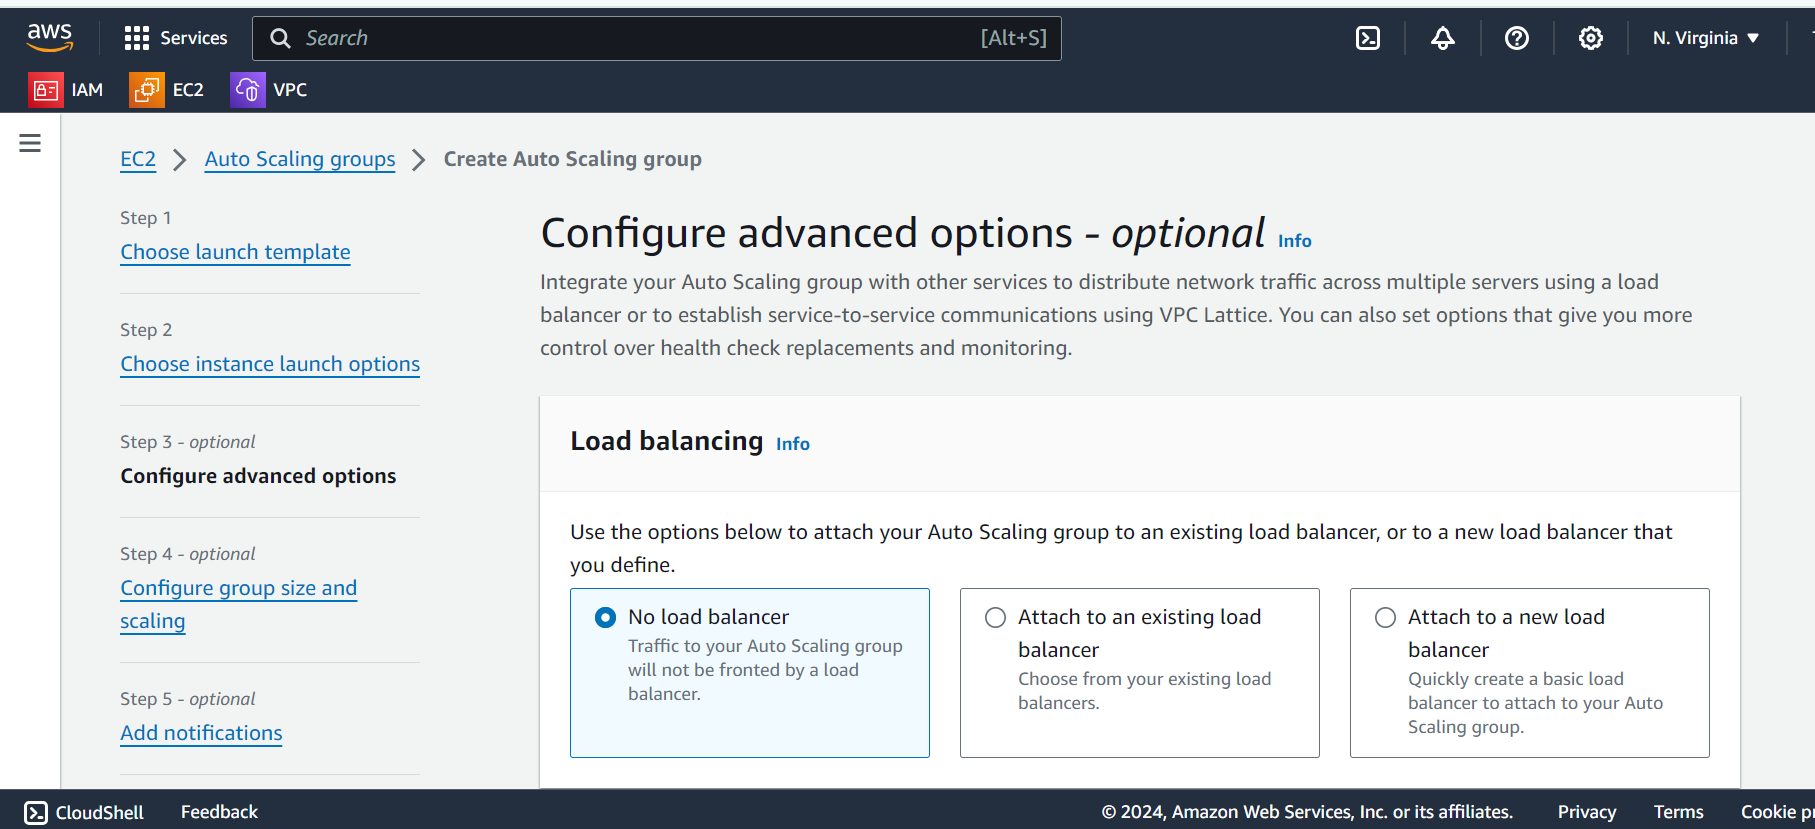 aws
Services
Search
[Alt+S]
N. Virginia
IAM
EC2
VPC
EC2
Auto Scaling groups
Create Auto Scaling group
Step 1
Choose launch template
Step 2
Choose instance launch options
Step 3 - optional
Configure advanced options
Step 4 - optional
Configure group size and
scaling
Step 5 - optional
Add notifications
Configure advanced options - optional Info
Integrate your Auto Scaling group with other services to distribute network traffic across multiple servers using a load
balancer or to establish service-to-service communications using VPC Lattice. You can also set options that give you more
control over health check replacements and monitoring.
Load balancing Info
Use the options below to attach your Auto Scaling group to an existing load balancer, or to a new load balancer that
you define.
No load balancer
Traffic to your Auto Scaling group
will not be fronted by a load
balancer.
Attach to an existing load
balancer
Choose from your existing load
balancers.
Attach to a new load
balancer
Quickly create a basic load
balancer to attach to your Auto
Scaling group.
CloudShell
Feedback
© 2024, Amazon Web Services, Inc. or its affiliates.
Privacy
Terms
Cookie